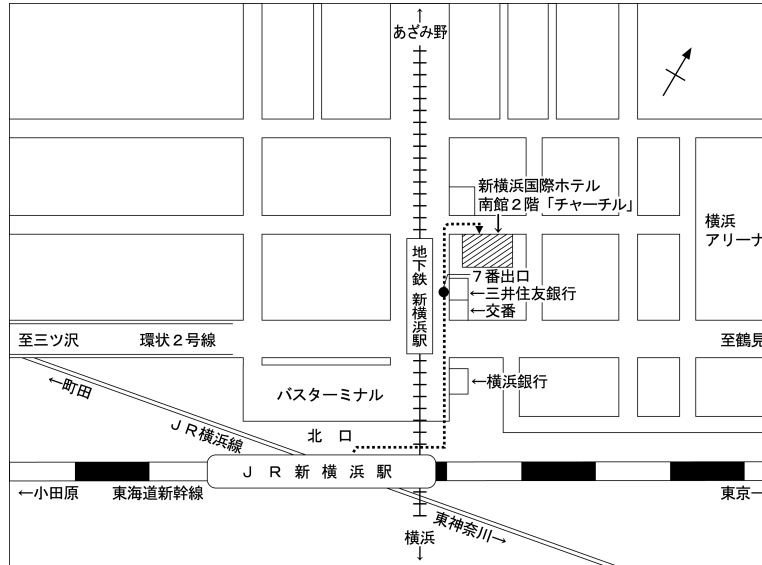 あざみ野
新横浜国際ホテル
南館２階「チャーチル」
横浜
アリーナ
地下鉄 新横浜駅
７番出口
←三井住友銀行
←交番
至三ツ沢
環状２号線
至鶴見
←町田
バスターミナル
←横浜銀行
ＪＲ横浜線
北口
ＪＲ新横浜駅
←小田原
東海道新幹線
東京
東神奈川→
横浜